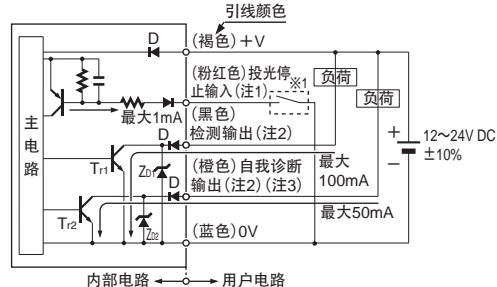 引线颜色
D
(褐色)+V
(粉红色)投光停
止输入(注1)
※1
负荷
负荷
最大1mA
(黑色)
检测输出(注2)
D
主电路
Tr1
ZD1
最大
100mA
12～24V DC
±10%
+
−
(橙色)自我诊断
输出(注2)(注3)
D
Tr2
ZD2
最大50mA
(蓝色)0V
内部电路
用户电路